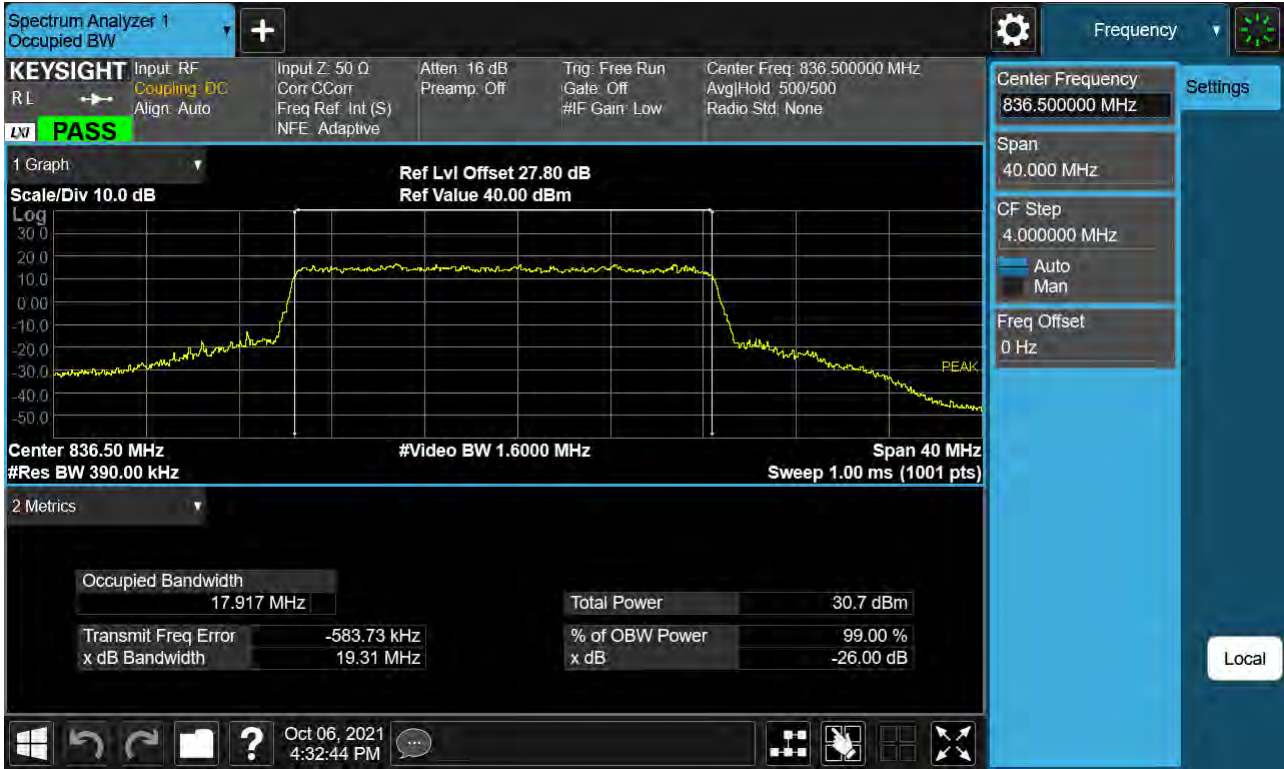 Spectrum Analyzer 1
Occupied BW
+
Frequency
KEYSIGHT
RL
LXI
PASS
Input: RF
Coupling: DC
Align: Auto
Input Z: 50 Ω
Corr CCorr
Freq Ref: Int (S)
NFE: Adaptive
Atten: 16 dB
Preamp: Off
Trig: Free Run
Gate: Off
#IF Gain: Low
Center Freq: 836.500000 MHz
Avg|Hold: 500/500
Radio Std: None
1 Graph
Scale/Div 10.0 dB
Ref Lvl Offset 27.80 dB
Ref Value 40.00 dBm
Log
30.0
20.0
10.0
0.00
-10.0
-20.0
-30.0
-40.0
-50.0
PEAK
Center 836.50 MHz
#Video BW 1.6000 MHz
Span 40 MHz
#Res BW 390.00 kHz
Sweep 1.00 ms (1001 pts)
2 Metrics
Occupied Bandwidth
17.917 MHz
Total Power 30.7 dBm
Transmit Freq Error -583.73 kHz
% of OBW Power 99.00 %
x dB Bandwidth 19.31 MHz
x dB -26.00 dB
Center Frequency
836.500000 MHz
Settings
Span
40.000 MHz
CF Step
4.000000 MHz
Auto
Man
Freq Offset
0 Hz
Local
?
Oct 06, 2021
4:32:44 PM